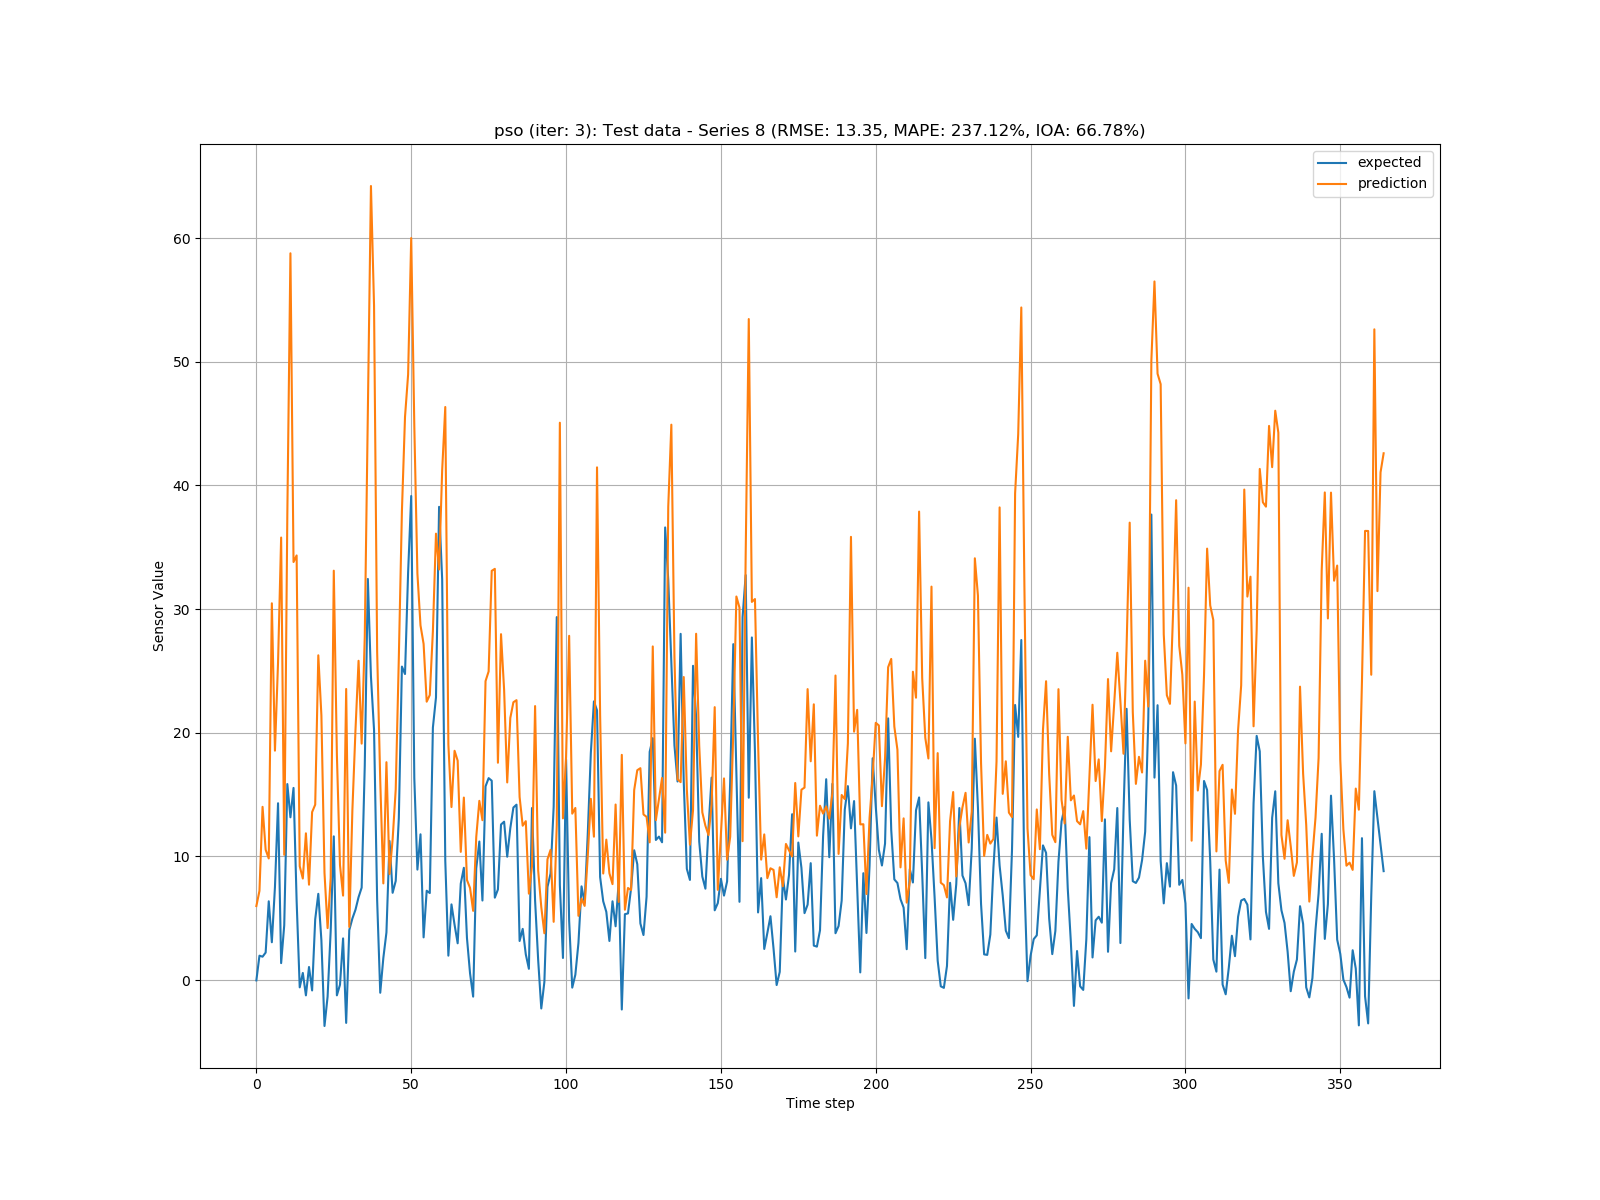 pso (iter: 3): Test data - Series 8 (RMSE: 13.35, MAPE: 237.12%, IOA: 66.78%)
expected
prediction
60
50
40
30
20
10
0
Sensor Value
0 50 100 150 200 250 300 350
Time step